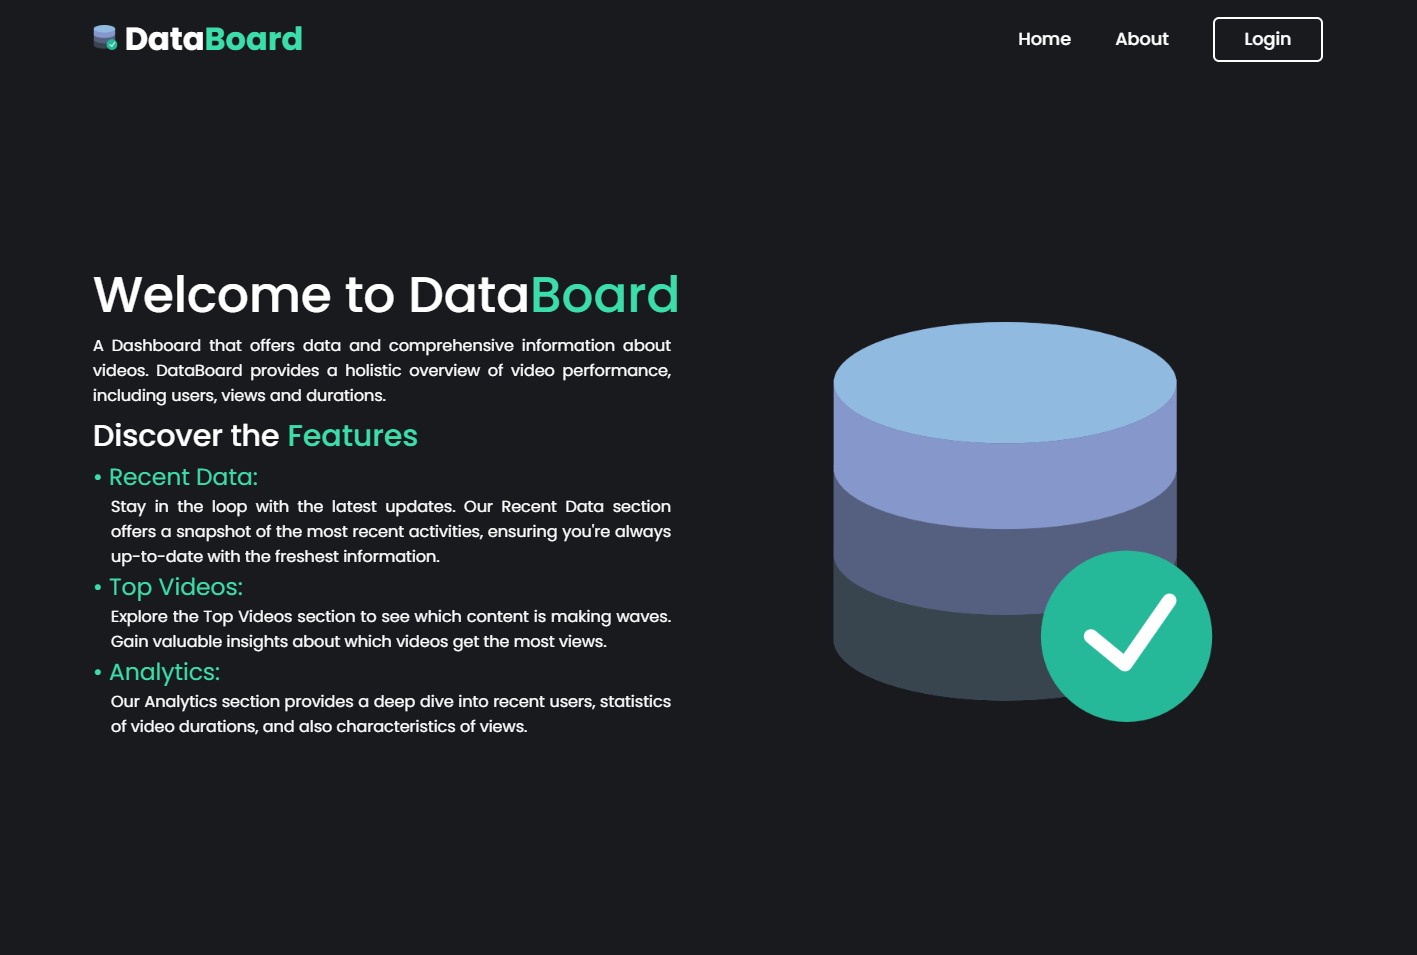 DataBoard
Home
About
Login
Welcome to DataBoard
A Dashboard that offers data and comprehensive information about
videos. DataBoard provides a holistic overview of video performance,
including users, views and durations.
Discover the Features
• Recent Data:
Stay in the loop with the latest updates. Our Recent Data section
offers a snapshot of the most recent activities, ensuring you're always
up-to-date with the freshest information.
• Top Videos:
Explore the Top Videos section to see which content is making waves.
Gain valuable insights about which videos get the most views.
• Analytics:
Our Analytics section provides a deep dive into recent users, statistics
of video durations, and also characteristics of views.